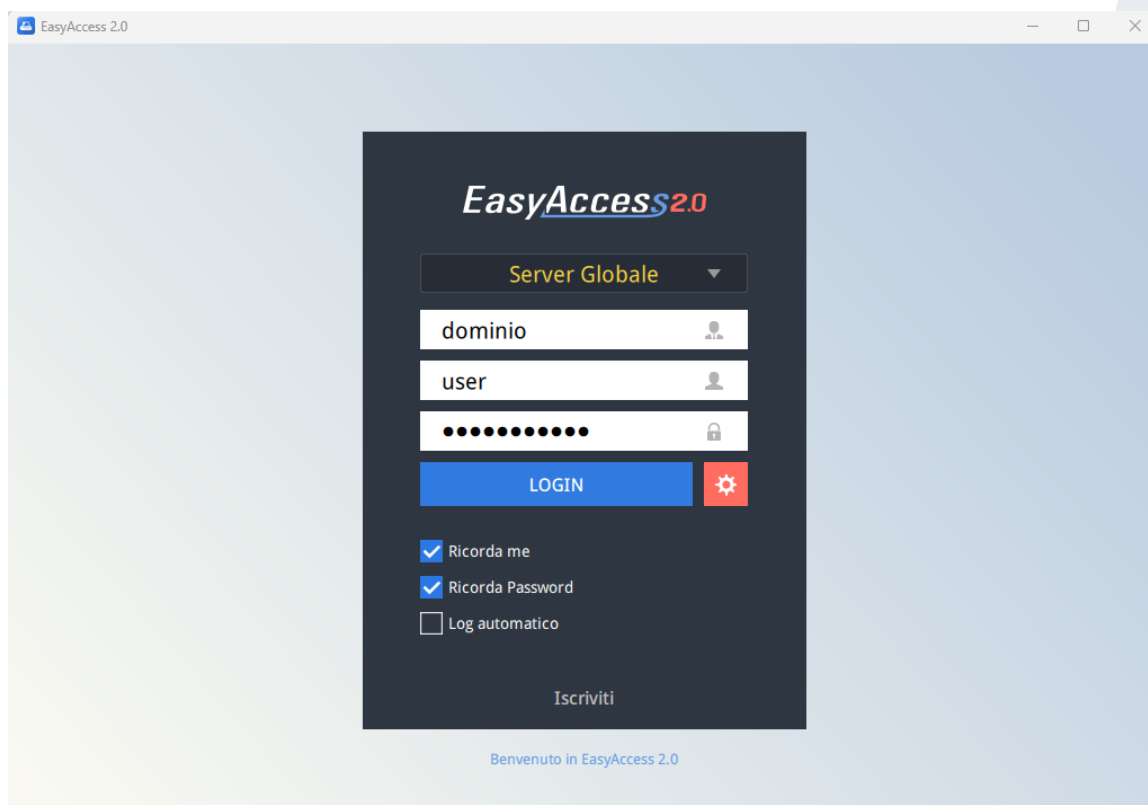 EasyAccess 2.0
EasyAccess2.0
Server Globale
dominio
user
●●●●●●●●●●●
LOGIN
Ricorda me
Ricorda Password
Log automatico
Iscriviti
Benvenuto in EasyAccess 2.0